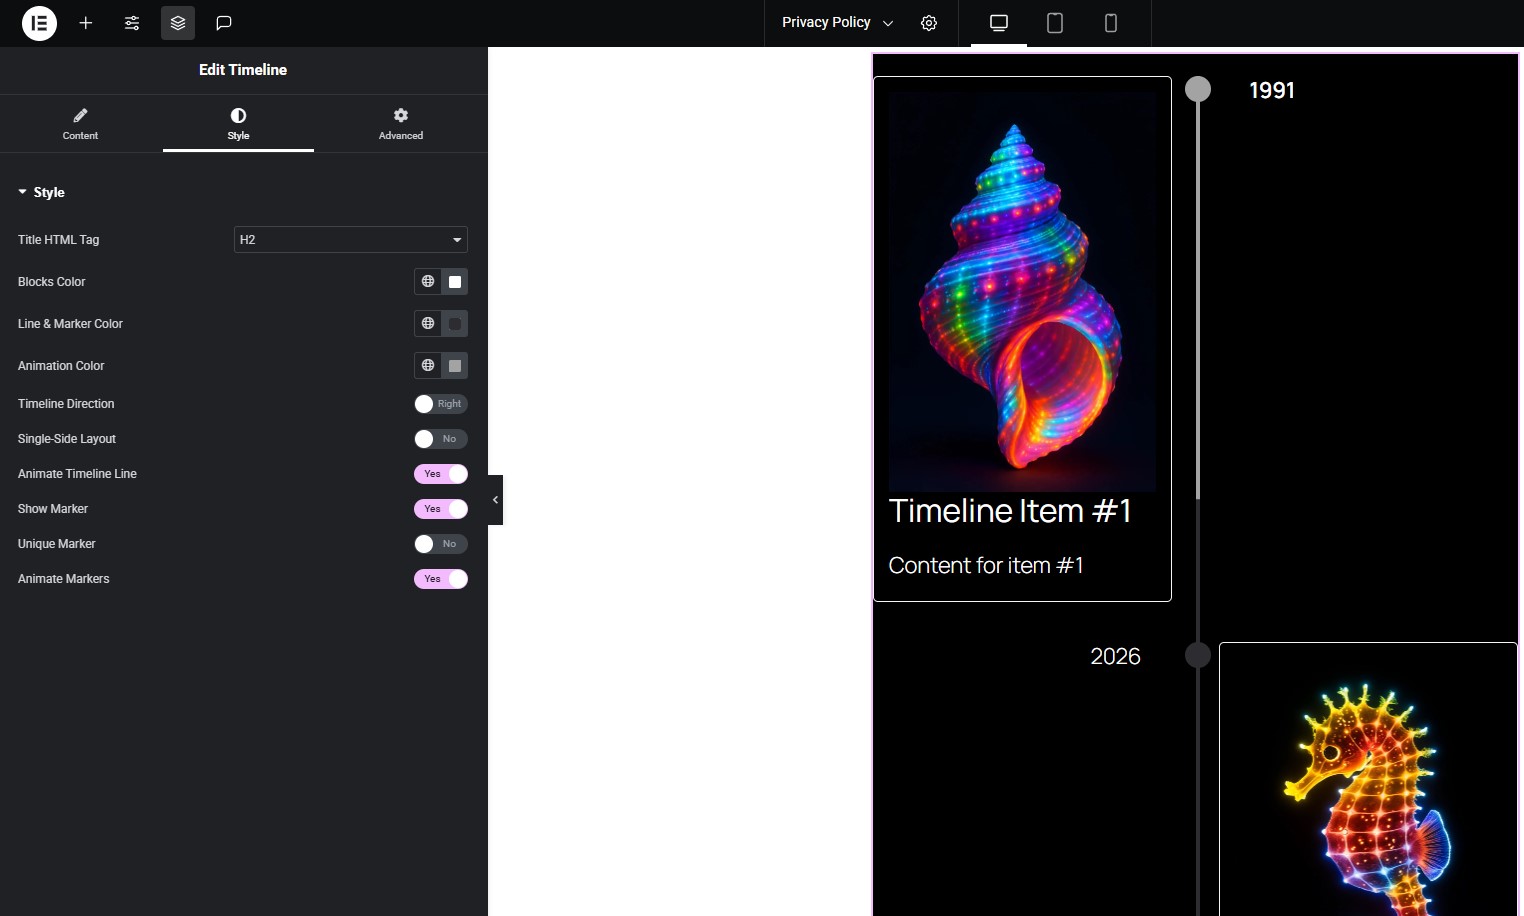 Privacy Policy
Edit Timeline
Content
Style
Advanced
Style
Title HTML Tag
H2
Blocks Color
Line & Marker Color
Animation Color
Timeline Direction
Right
Single-Side Layout
No
Animate Timeline Line
Yes
Show Marker
Yes
Unique Marker
No
Animate Markers
Yes
1991
Timeline Item #1
Content for item #1
2026